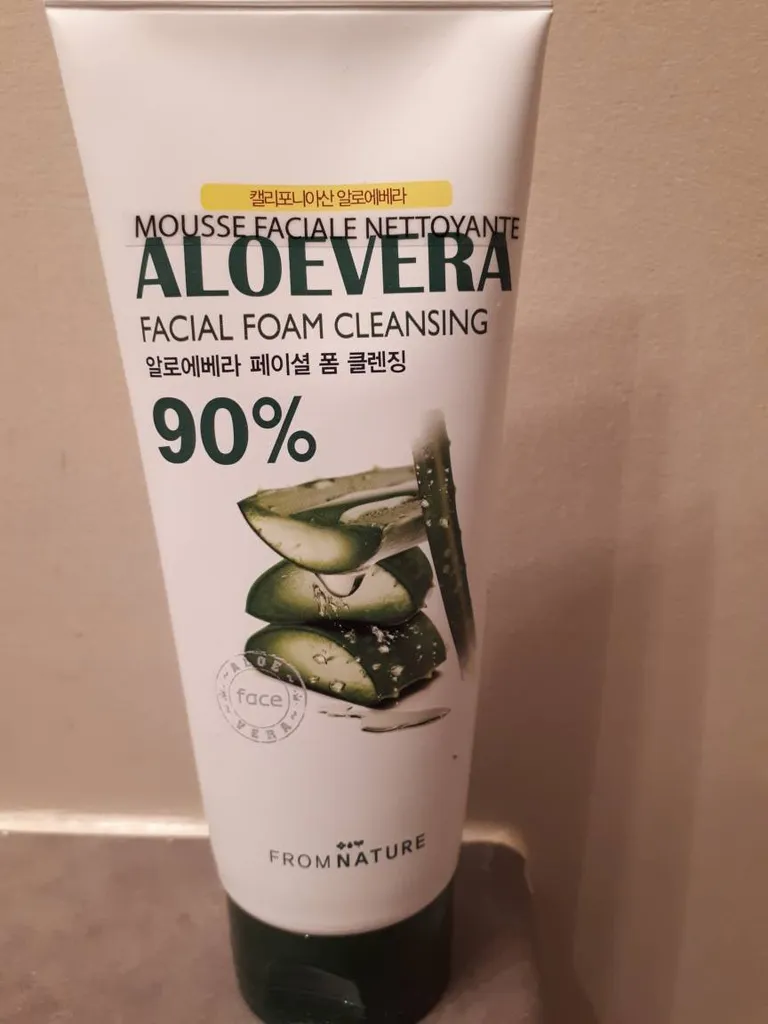 캘리포니아산 알로에베라
MOUSSE FACIALE NETTOYANTE
ALOEVERA
FACIAL FOAM CLEANSING
알로에베라 페이셜 폼 클렌징
90%
ALOE
face
VERA
FROMNATURE